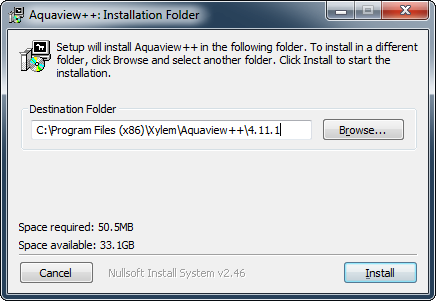 Aquaview++: Installation Folder
Setup will install Aquaview++ in the following folder. To install in a different
folder, click Browse and select another folder. Click Install to start the
installation.
Destination Folder
C:\Program Files (x86)\Xylem\Aquaview++\4.11.1
Browse...
Space required: 50.5MB
Space available: 33.1GB
Cancel
Nullsoft Install System v2.46
Install